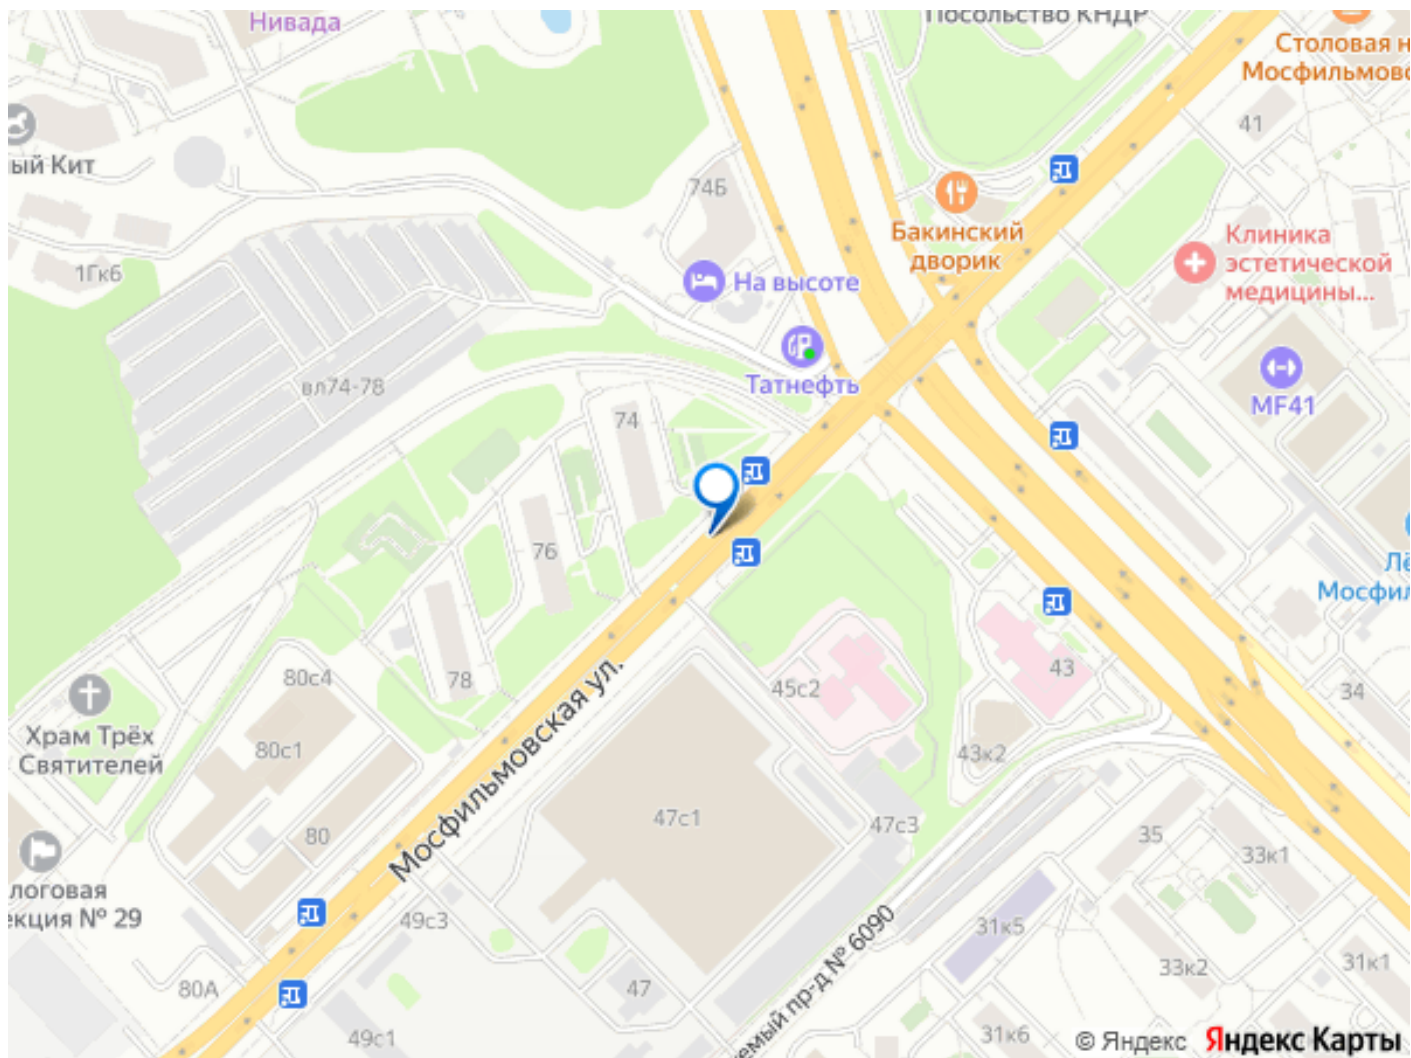 Нивада
Посольство КНДР
Столовая н
Мосфильмовс
41
ый Кит
74Б
Бакинский
дворик
Клиника
эстетической
медицины...
1Гк6
На высоте
Татнефть
вл74-78
MF41
74
76
Лё
Мосфил
78
80с4
45с2
43
34
Храм Трёх
Святителей
80с1
43к2
Мосфильмовская ул.
47с1
47с3
80
35
33к1
логовая
екция № 29
49с3
31к5
емый пр-д № 6090
33к2
31к1
80А
47
49с1
31к6
© Яндекс Яндекс Карты